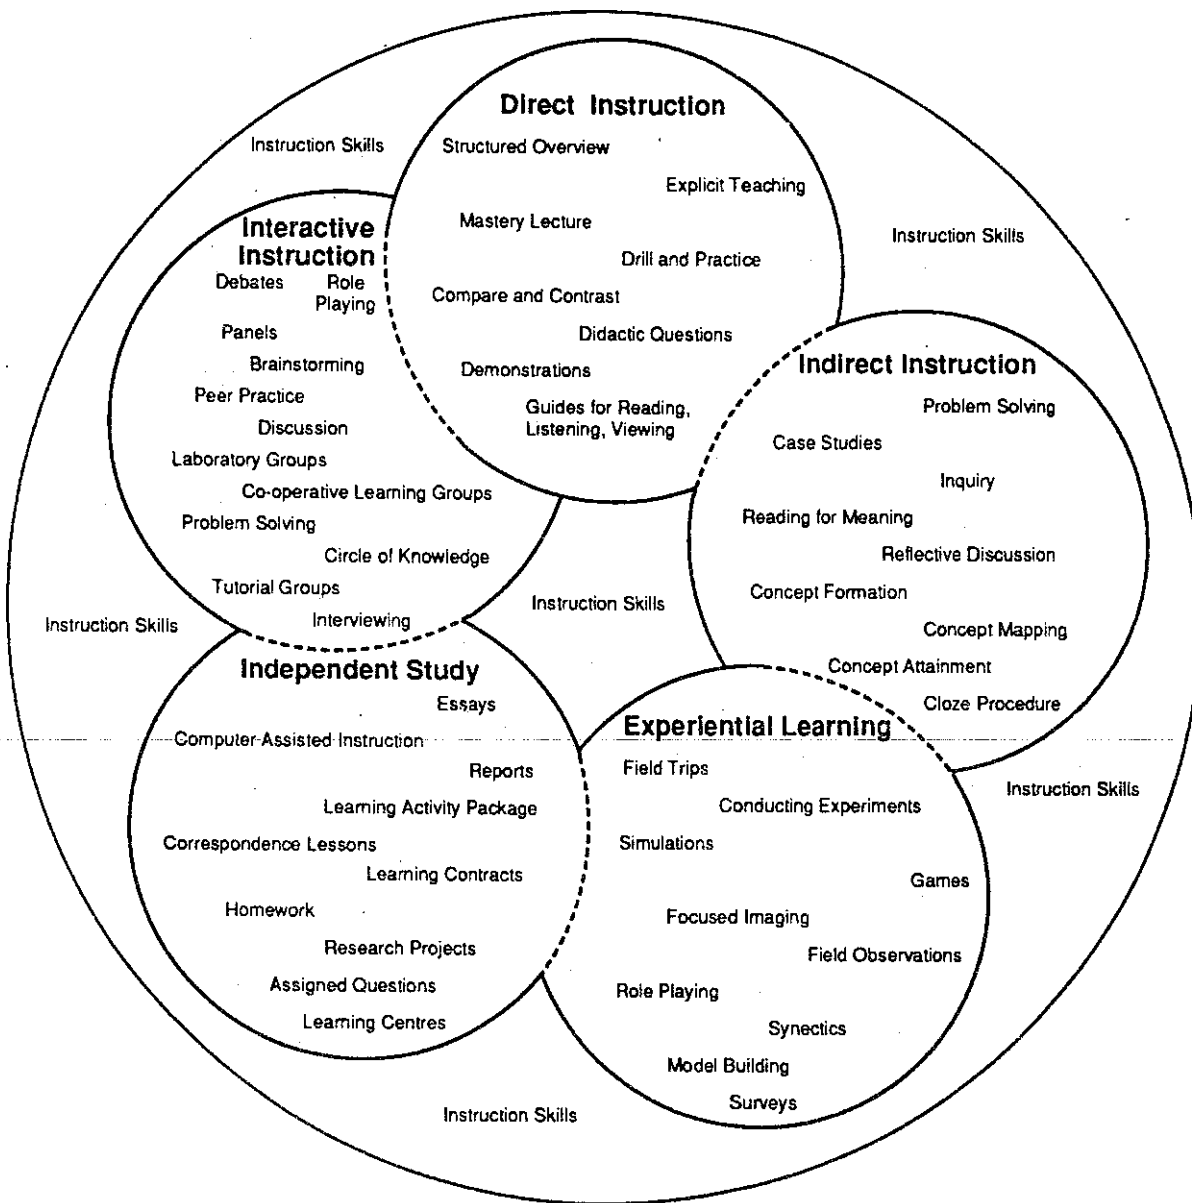 Direct Instruction
Structured Overview
Explicit Teaching
Mastery Lecture
Drill and Practice
Compare and Contrast
Didactic Questions
Demonstrations
Guides for Reading,
Listening, Viewing
Instruction Skills
Instruction Skills
Interactive
Instruction
Debates
Role
Playing
Panels
Brainstorming
Peer Practice
Discussion
Laboratory Groups
Co-operative Learning Groups
Problem Solving
Circle of Knowledge
Tutorial Groups
Interviewing
Indirect Instruction
Problem Solving
Case Studies
Inquiry
Reading for Meaning
Reflective Discussion
Concept Formation
Concept Mapping
Concept Attainment
Cloze Procedure
Instruction Skills
Instruction Skills
Independent Study
Essays
Computer Assisted Instruction
Reports
Learning Activity Package
Correspondence Lessons
Learning Contracts
Homework
Research Projects
Assigned Questions
Learning Centres
Experiential Learning
Field Trips
Conducting Experiments
Simulations
Games
Focused Imaging
Field Observations
Role Playing
Synectics
Model Building
Surveys
Instruction Skills
Instruction Skills